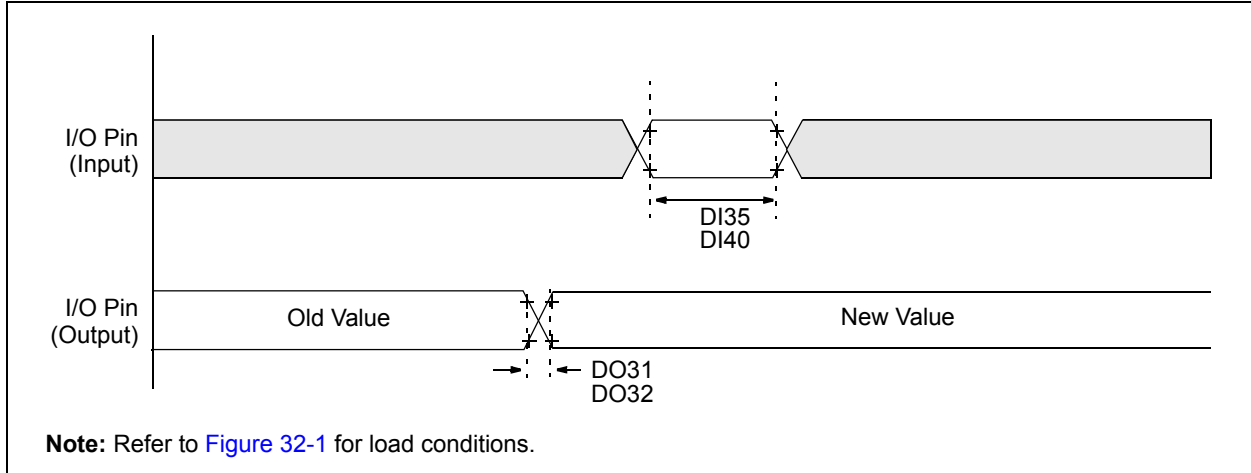 I/O Pin
(Input)
DI35
DI40
I/O Pin
(Output)
Old Value
New Value
DO31
DO32
Note: Refer to Figure 32-1 for load conditions.